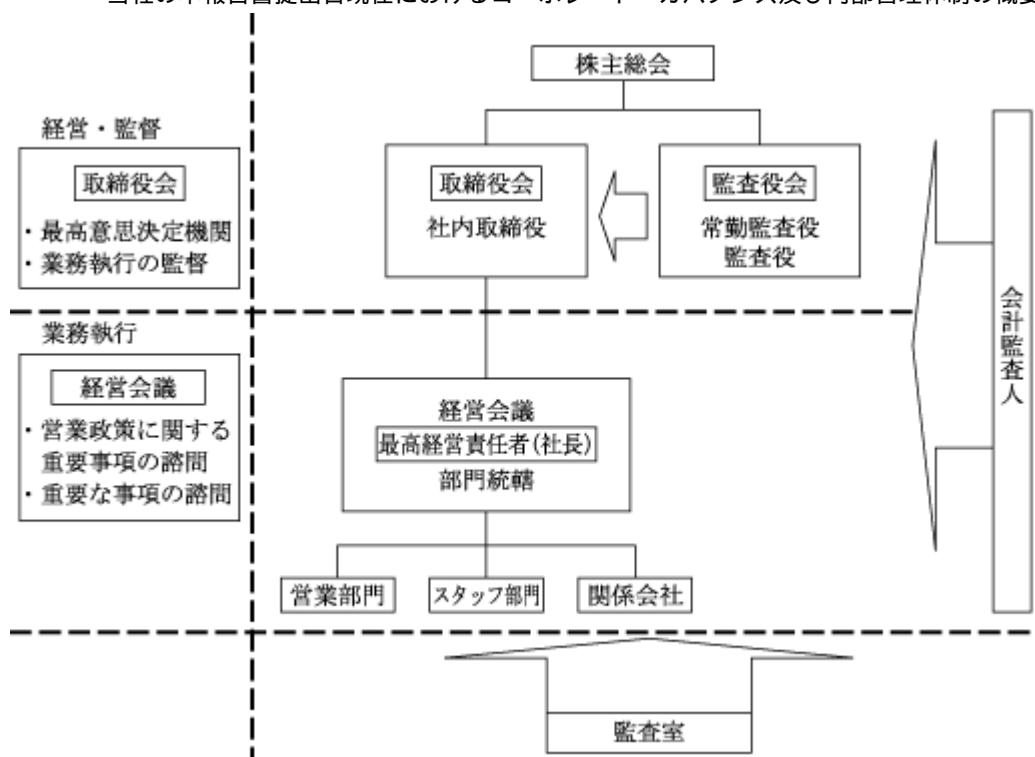 株主総会
経営・監督
取締役会
・最高意思決定機関
・業務執行の監督
取締役会
社内取締役
監査役会
常勤監査役
監査役
会計監査人
業務執行
経営会議
・営業政策に関する
重要事項の諮問
・重要な事項の諮問
経営会議
最高経営責任者(社長)
部門統轄
営業部門
スタッフ部門
関係会社
監査室